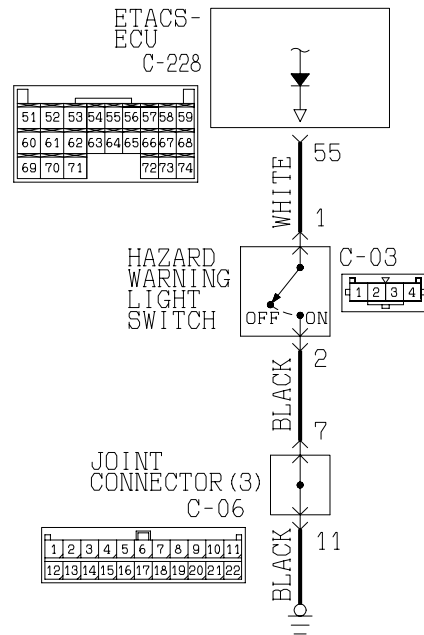 ETACS-
ECU
C-228
51 52 53 54 55 56 57 58 59
60 61 62 63 64 65 66 67 68
69 70 71 72 73 74
55
WHITE
1
HAZARD
WARNING
LIGHT
SWITCH
OFF ON
C-03
1 2 3 4
2
BLACK
7
JOINT
CONNECTOR (3)
C-06
1 2 3 4 5 6 7 8 9 10 11
12 13 14 15 16 17 18 19 20 21 22
11
BLACK